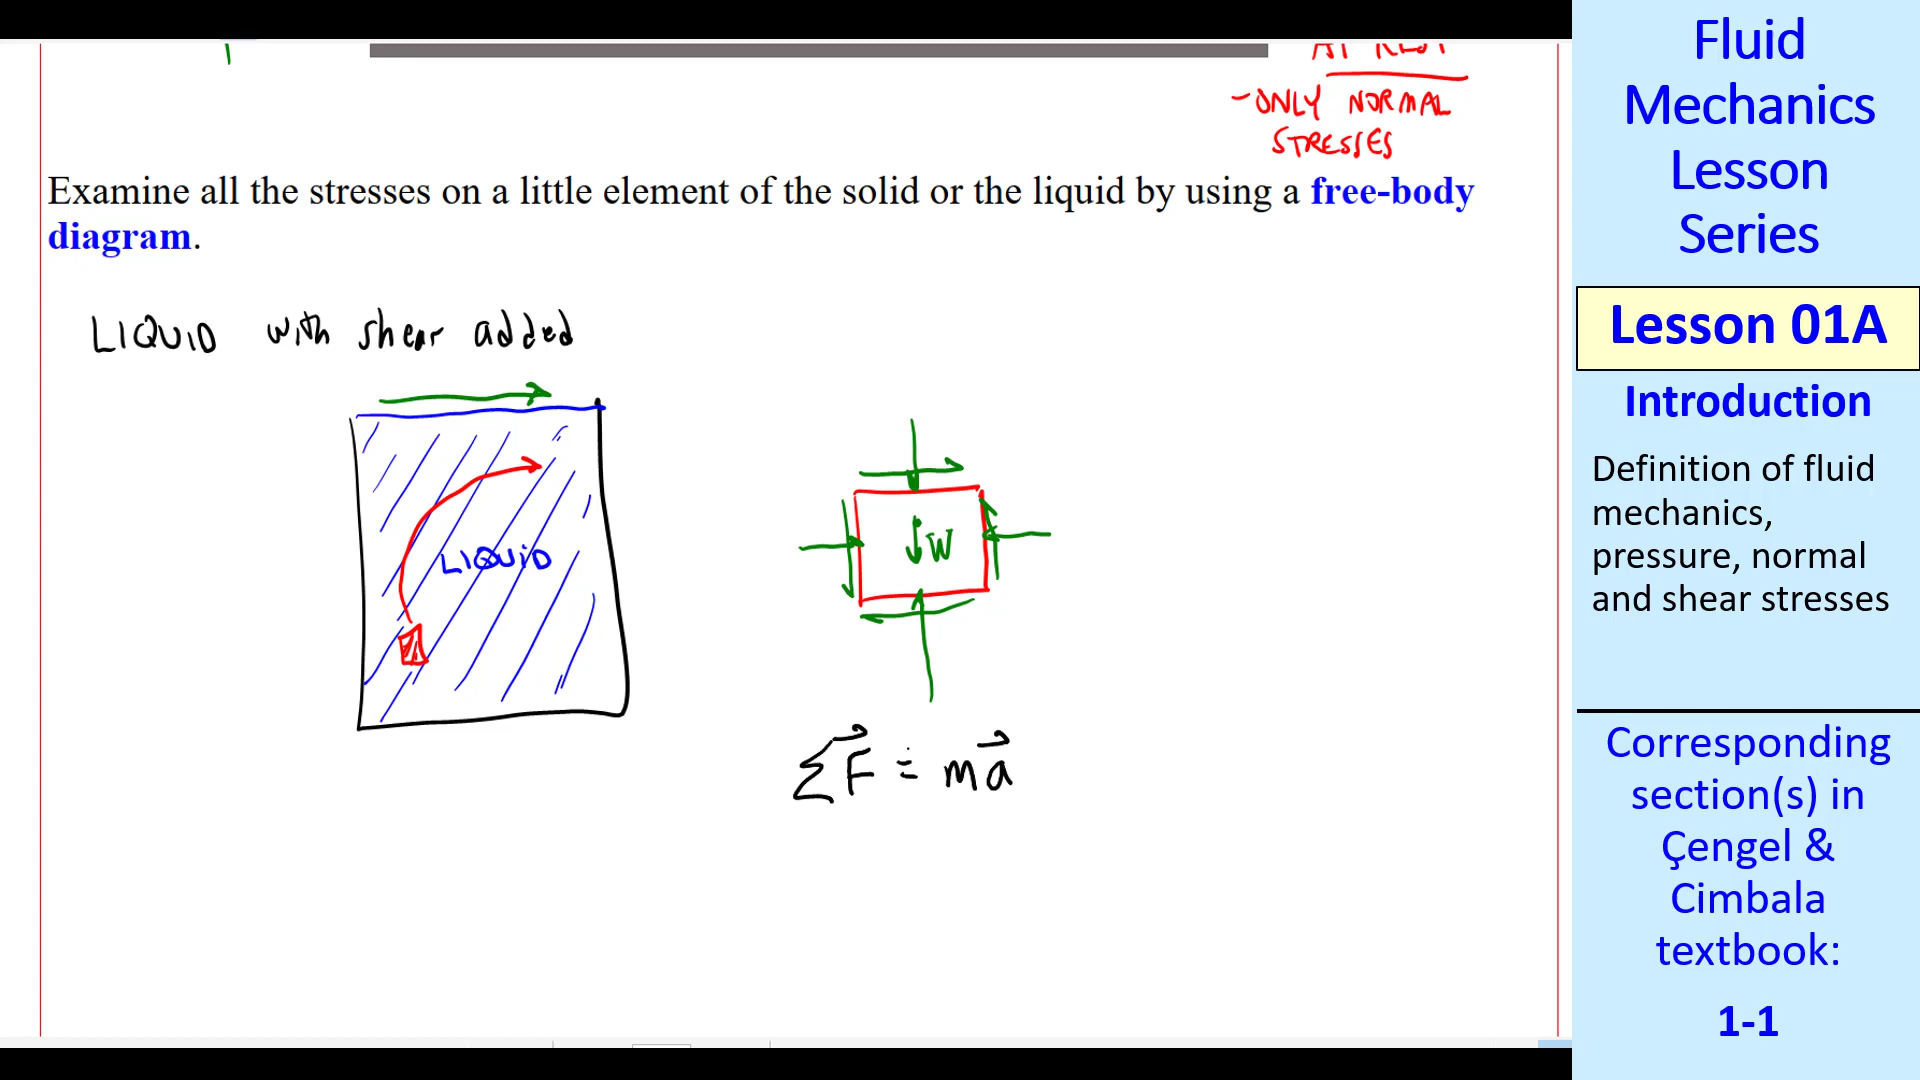 AT REST
-ONLY NORMAL
STRESSES
Examine all the stresses on a little element of the solid or the liquid by using a free-body
diagram.
LIQUID with shear added
LIQUID
W
ΣF = ma
Fluid
Mechanics
Lesson
Series
Lesson 01A
Introduction
Definition of fluid
mechanics,
pressure, normal
and shear stresses
Corresponding
section(s) in
Çengel &
Cimbala
textbook:
1-1